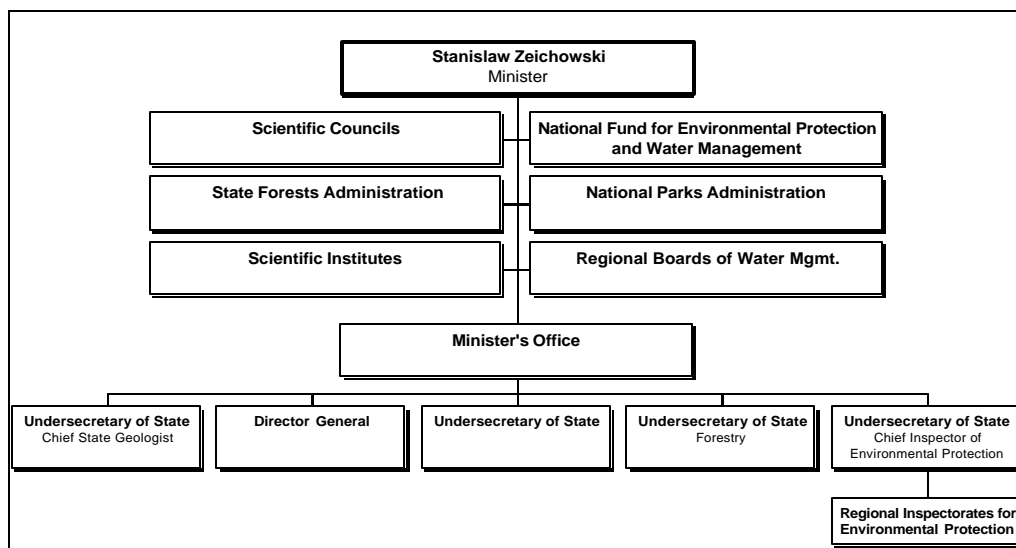 Stanislaw Zeichowski
Minister
Scientific Councils
National Fund for Environmental Protection
and Water Management
State Forests Administration
National Parks Administration
Scientific Institutes
Regional Boards of Water Mgmt.
Minister's Office
Undersecretary of State
Chief State Geologist
Director General
Undersecretary of State
Undersecretary of State
Forestry
Undersecretary of State
Chief Inspector of
Environmental Protection
Regional Inspectorates for
Environmental Protection